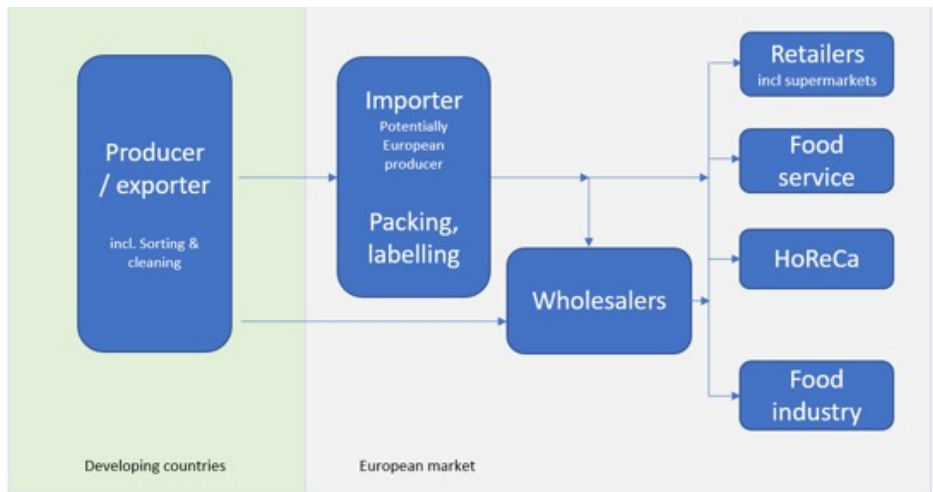 Producer
/ exporter
incl. Sorting &
cleaning
Importer
Potentially
European
producer
Packing,
labelling
Wholesalers
Retailers
incl supermarkets
Food
service
HoReCa
Food
industry
Developing countries
European market